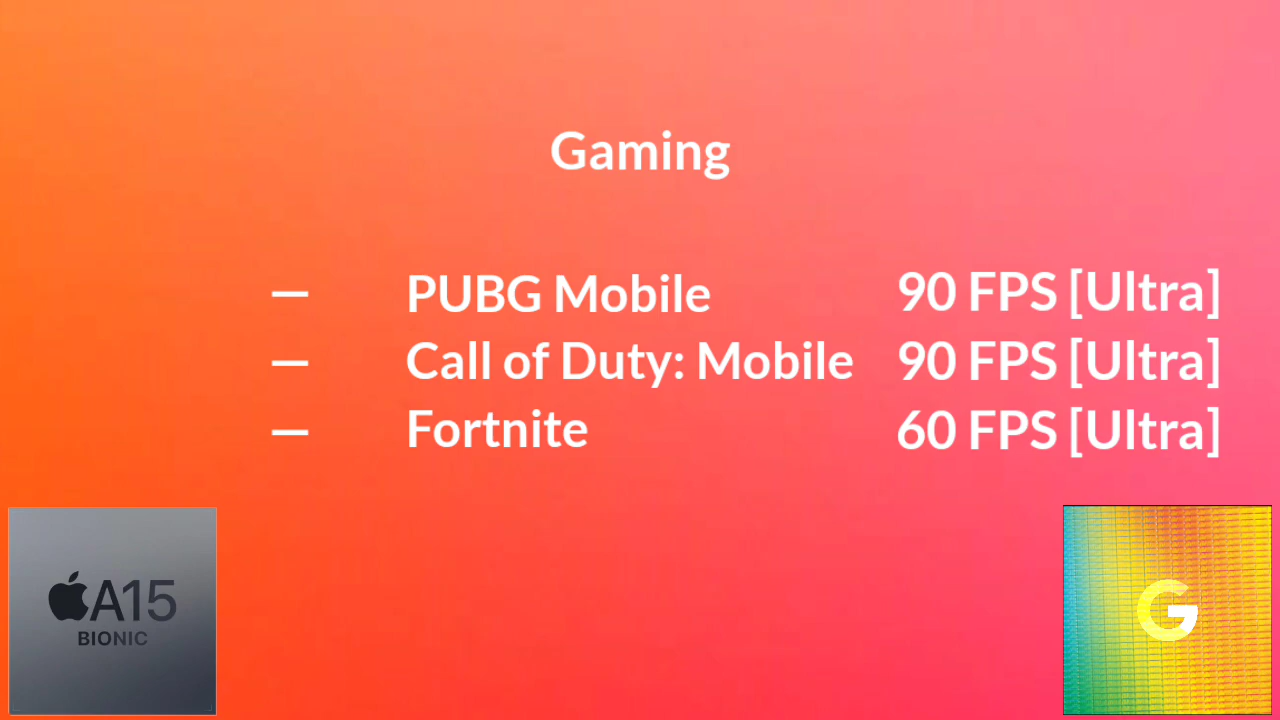 Gaming
— PUBG Mobile 90 FPS [Ultra]
— Call of Duty: Mobile 90 FPS [Ultra]
— Fortnite 60 FPS [Ultra]
A15
BIONIC
G